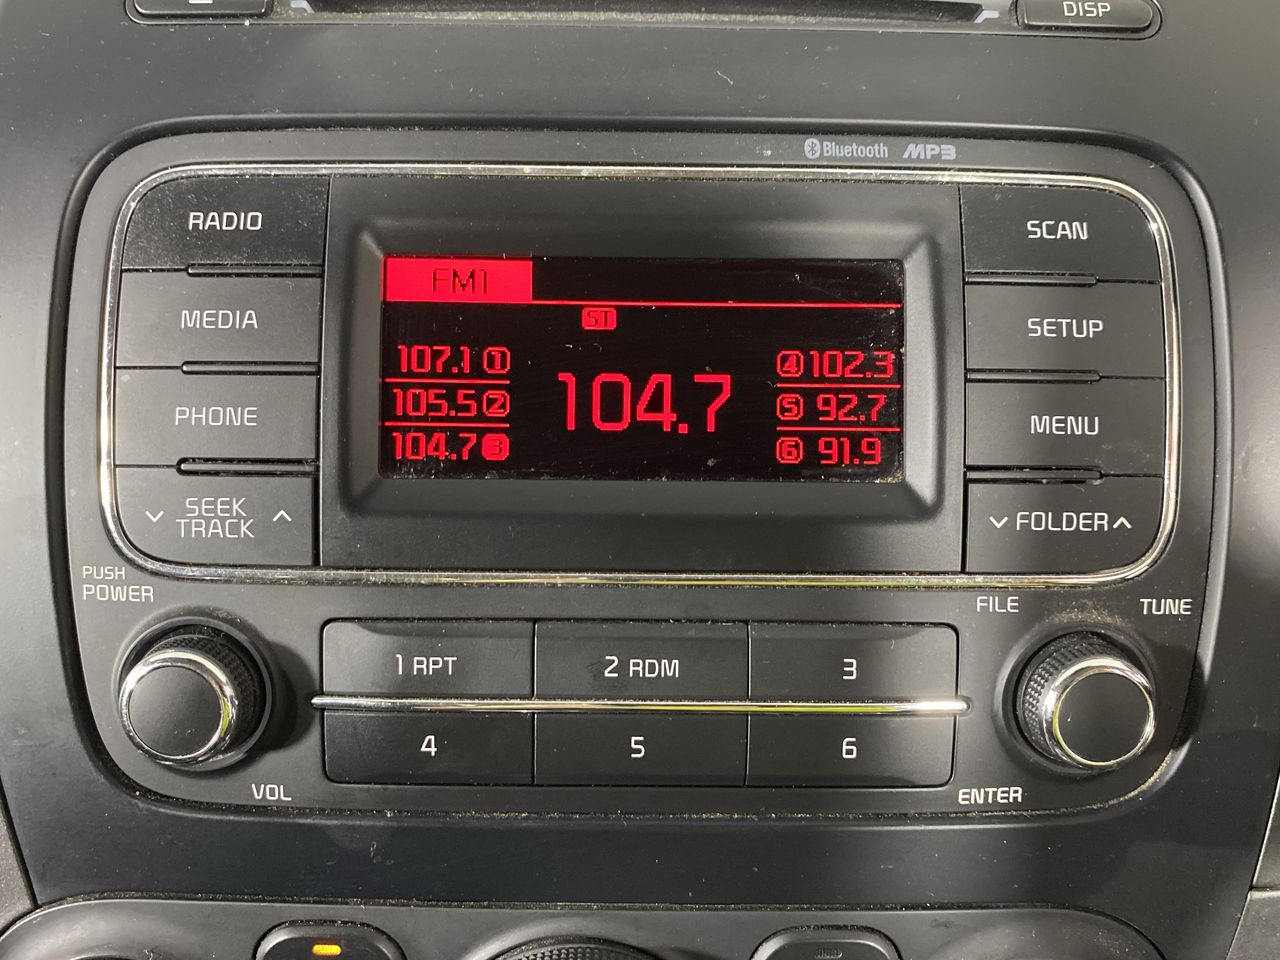 DISP
Bluetooth MP3
RADIO
MEDIA
PHONE
SEEK
TRACK
FM1
ST
107.1 1
105.5 2
104.7 3
104.7
4 102.3
5 92.7
6 91.9
SCAN
SETUP
MENU
FOLDER
PUSH
POWER
VOL
1 RPT
2 RDM
3
4
5
6
FILE
TUNE
ENTER